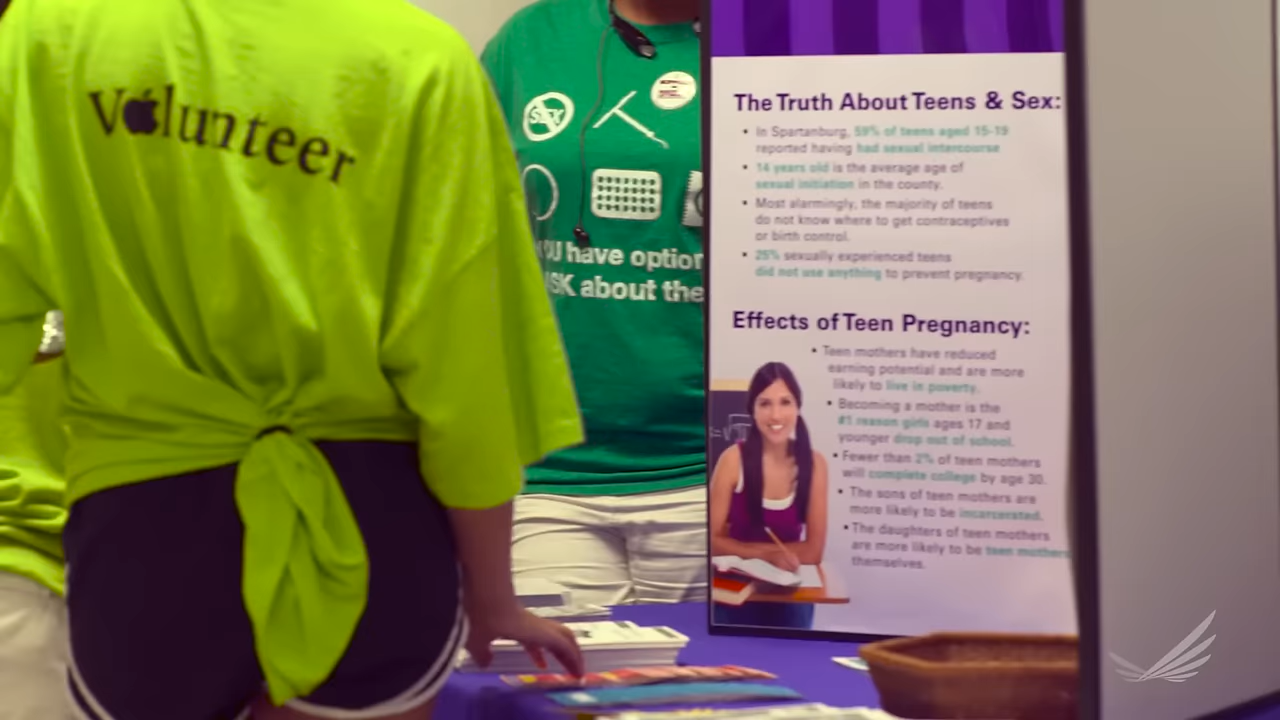 Volunteer
SEX
OU have option
SK about the
The Truth About Teens & Sex:
• In Spartanburg, 59% of teens aged 15-19
reported having had sexual intercourse
• 14 years old is the average age of
sexual initiation in the county.
• Most alarmingly, the majority of teens
do not know where to get contraceptives
or birth control.
• 25% sexually experienced teens
did not use anything to prevent pregnancy.
Effects of Teen Pregnancy:
• Teen mothers have reduced
earning potential and are more
likely to live in poverty.
• Becoming a mother is the
#1 reason girls ages 17 and
younger drop out of school.
• Fewer than 2% of teen mothers
will complete college by age 30.
• The sons of teen mothers are
more likely to be incarcerated.
• The daughters of teen mothers
are more likely to be teen mothers
themselves.